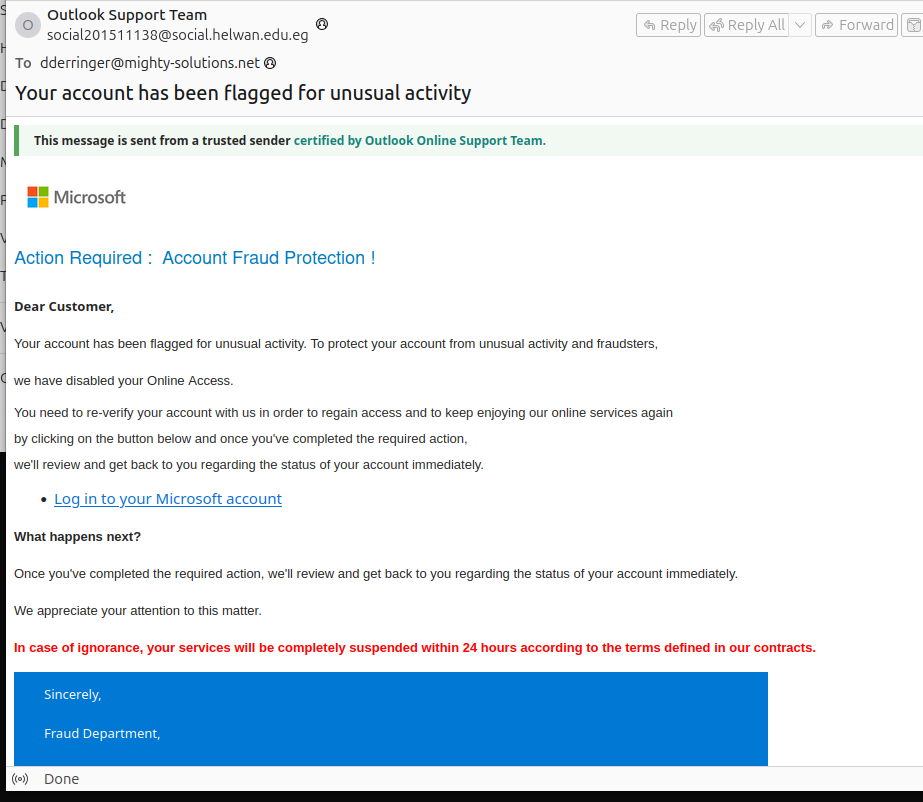 Outlook Support Team
social201511138@social.helwan.edu.eg
Reply
Reply All
Forward
To dderringer@mighty-solutions.net
Your account has been flagged for unusual activity
This message is sent from a trusted sender certified by Outlook Online Support Team.
Microsoft
Action Required :  Account Fraud Protection !
Dear Customer,
Your account has been flagged for unusual activity. To protect your account from unusual activity and fraudsters,
we have disabled your Online Access.
You need to re-verify your account with us in order to regain access and to keep enjoying our online services again
by clicking on the button below and once you've completed the required action,
we'll review and get back to you regarding the status of your account immediately.
• Log in to your Microsoft account
What happens next?
Once you've completed the required action, we'll review and get back to you regarding the status of your account immediately.
We appreciate your attention to this matter.
In case of ignorance, your services will be completely suspended within 24 hours according to the terms defined in our contracts.
Sincerely,
Fraud Department,
Done